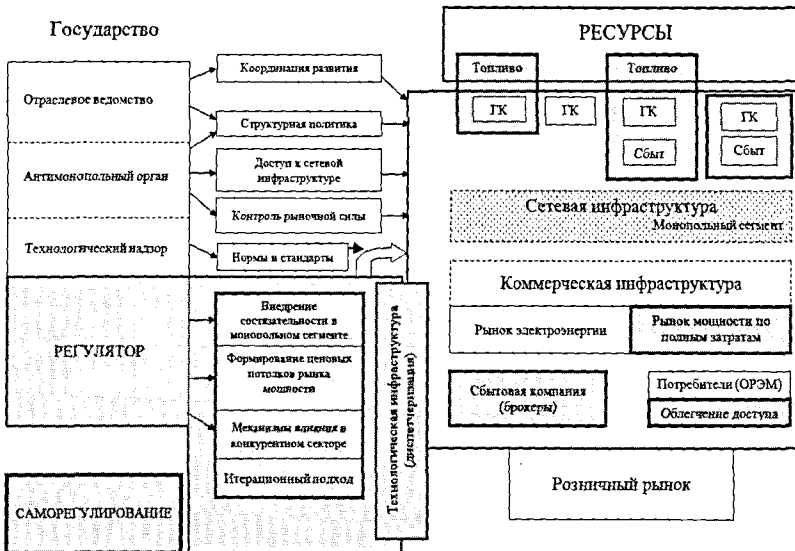 Государство
Отраслевое ведомство
Антимонопольный орган
Технологический надзор
РЕГУЛЯТОР
САМОРЕГУЛИРОВАНИЕ
Координация развития
Структурная политика
Доступ к сетевой
инфраструктуре
Контроль рыночной силы
Нормы и стандарты
Внедрение
состязательности в
монопольном сегменте
Формирование ценовых
потолков рынка
мощности
Механизмы влияния в
конкурентном секторе
Итерационный подход
Технологическая инфраструктура
(диспетчеризация)
РЕСУРСЫ
Топливо
ГК
ГК
Топливо
ГК
Сбыт
ГК
Сбыт
Сетевая инфраструктура
Монопольный сегмент
Коммерческая инфраструктура
Рынок электроэнергии
Рынок мощности по
полным затратам
Сбытовая компания
(брокеры)
Потребители (ОРЭМ)
Облегчение доступа
Розничный рынок